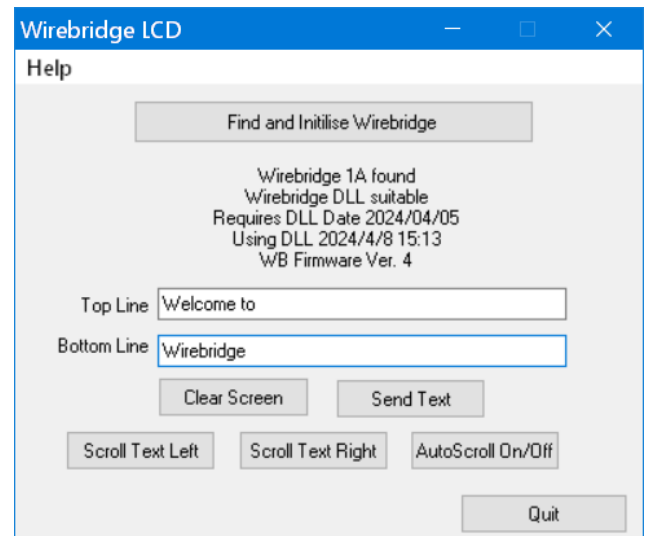 Wirebridge LCD
Help
Find and Initilise Wirebridge
Wirebridge 1A found
Wirebridge DLL suitable
Requires DLL Date 2024/04/05
Using DLL 2024/4/8 15:13
WB Firmware Ver. 4
Top Line Welcome to
Bottom Line Wirebridge
Clear Screen Send Text
Scroll Text Left Scroll Text Right AutoScroll On/Off
Quit